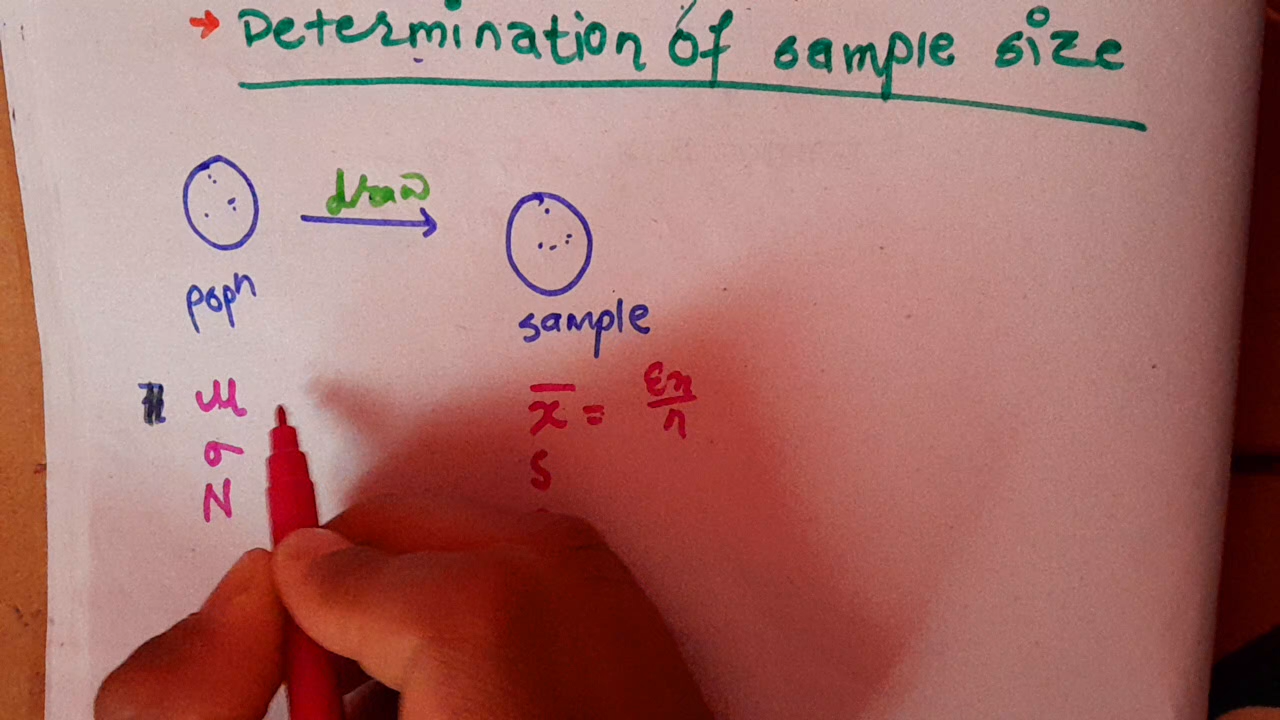 → Determination of sample size
draw
popn
sample
μ
x̄ = Σx/n
σ
s
N